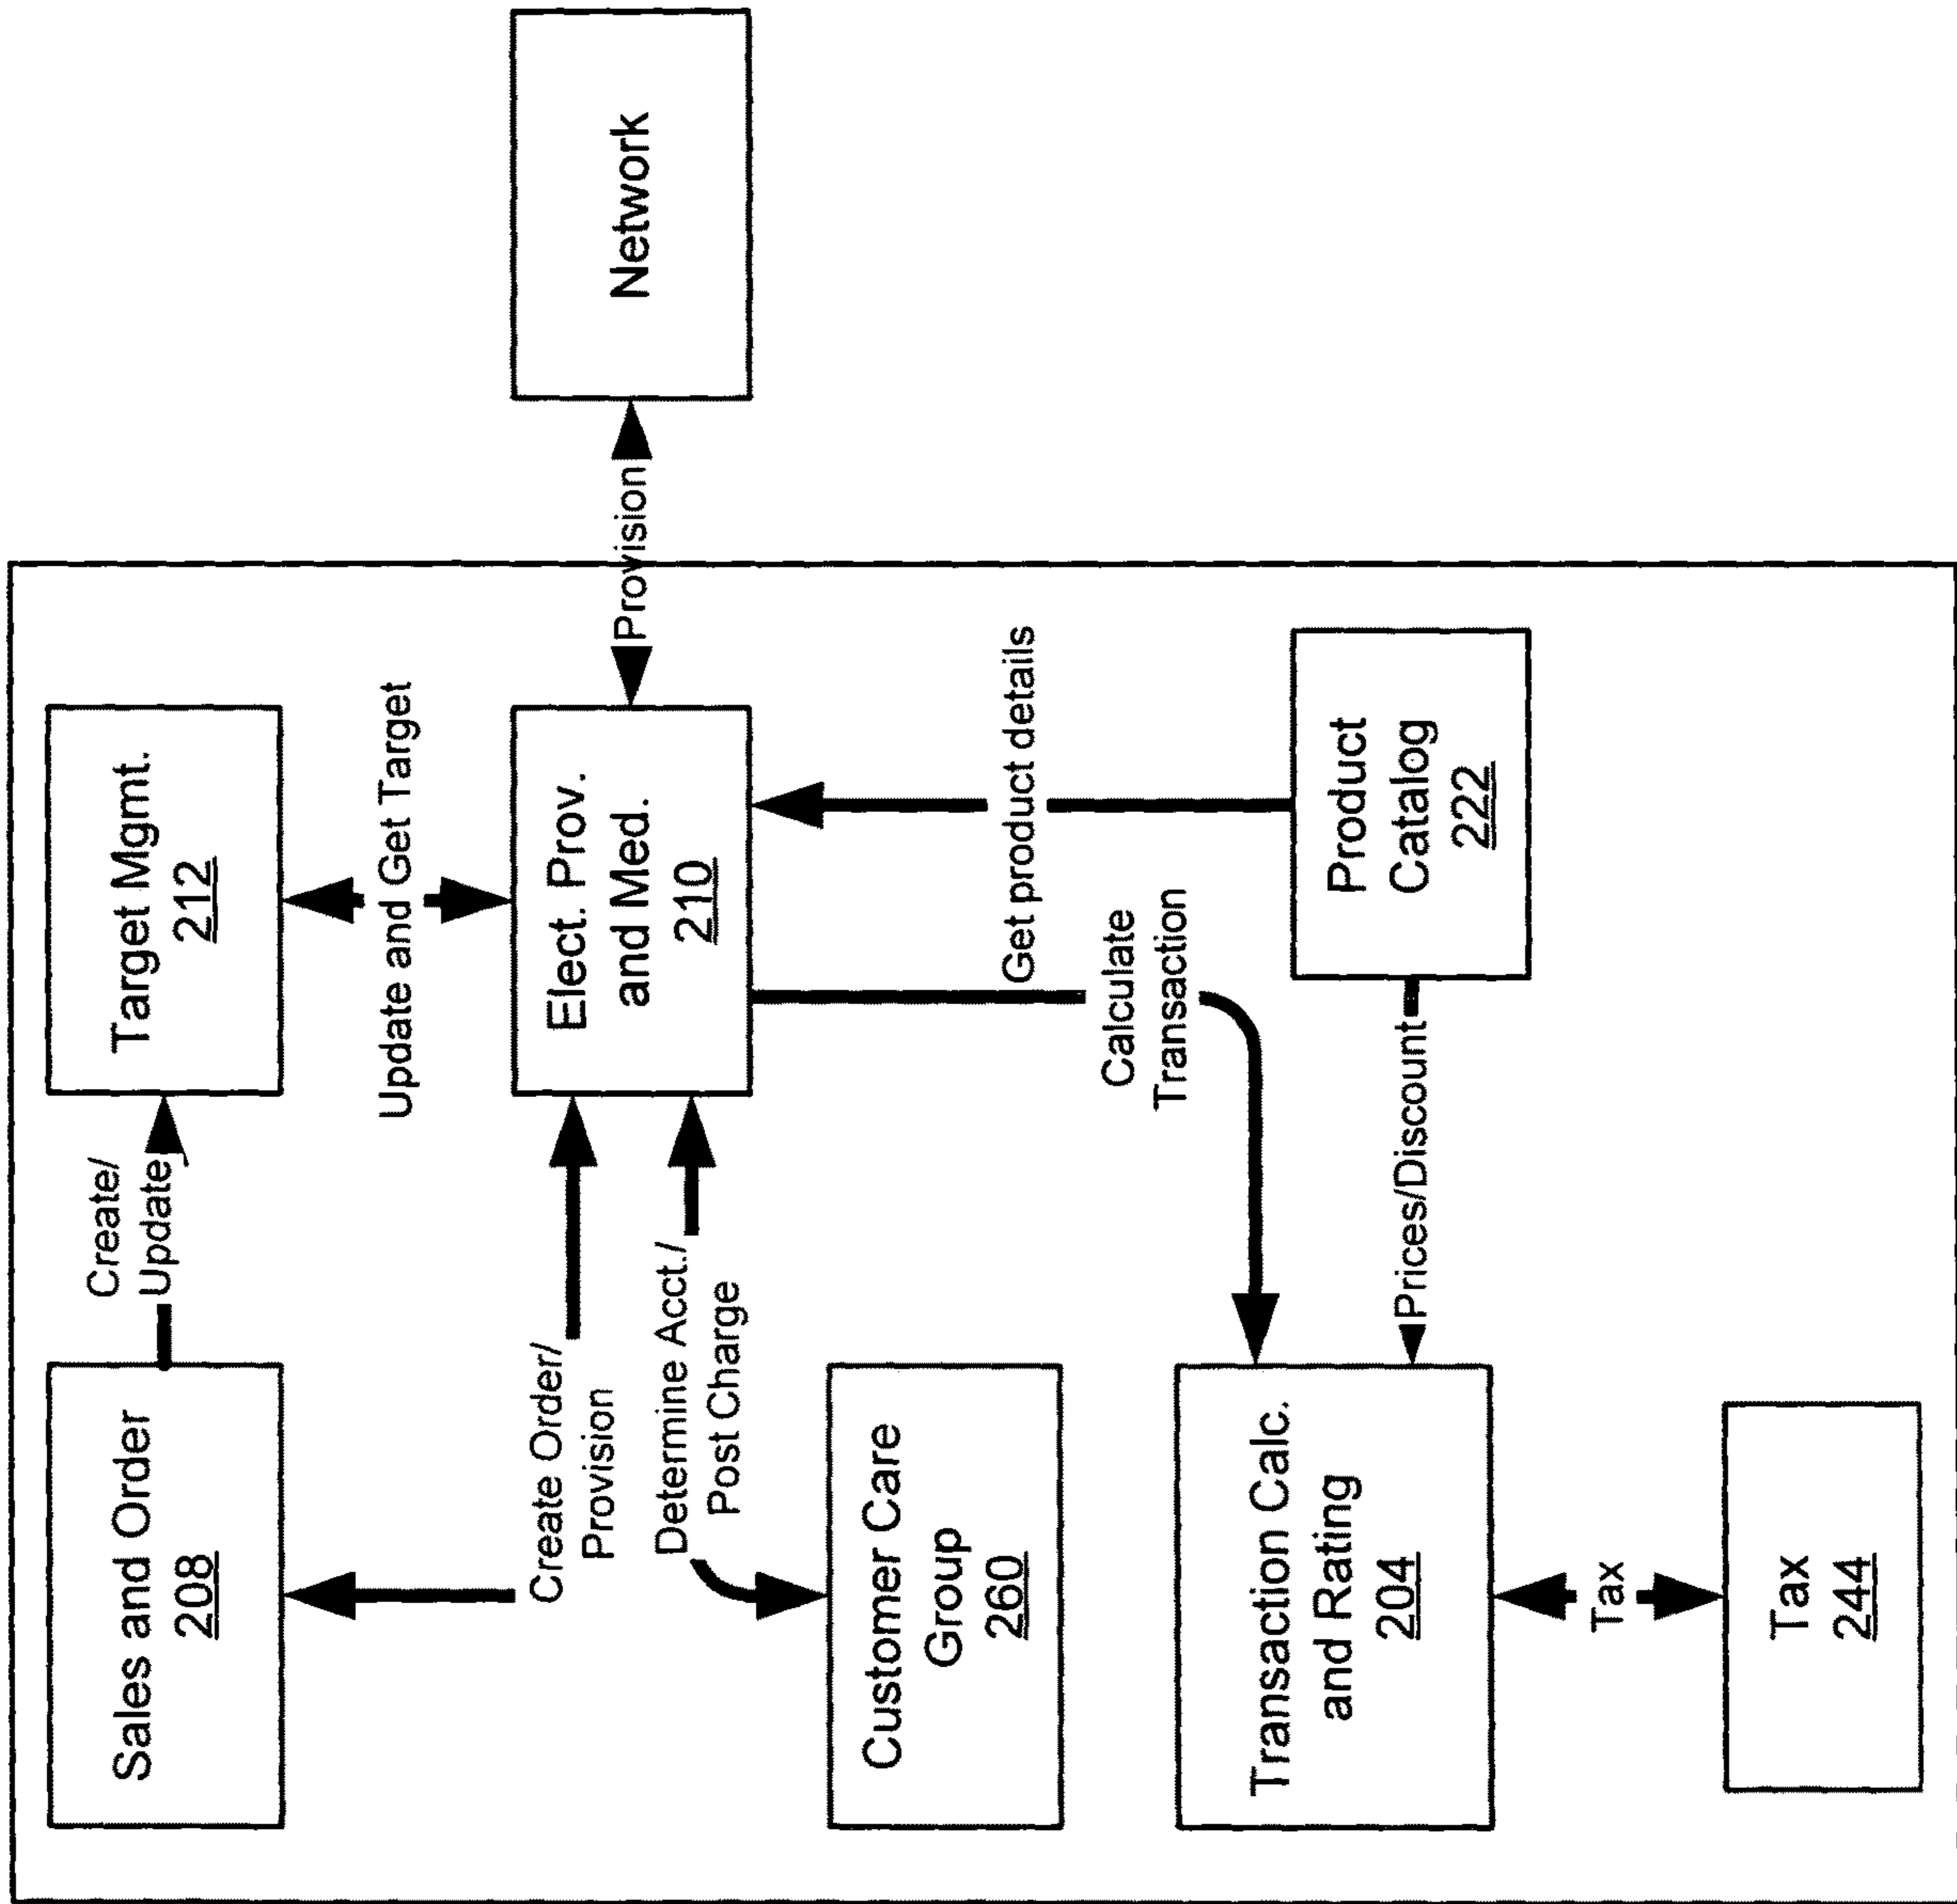 Sales and Order
208
Create/
Update
Target Mgmt.
212
Update and Get Target
Create Order/
Provision
Elect. Prov.
and Med.
210
Provision
Network
Determine Acct./
Post Charge
Customer Care
Group
260
Calculate
Transaction
Get product details
Transaction Calc.
and Rating
204
Prices/Discount
Product
Catalog
222
Tax
Tax
244